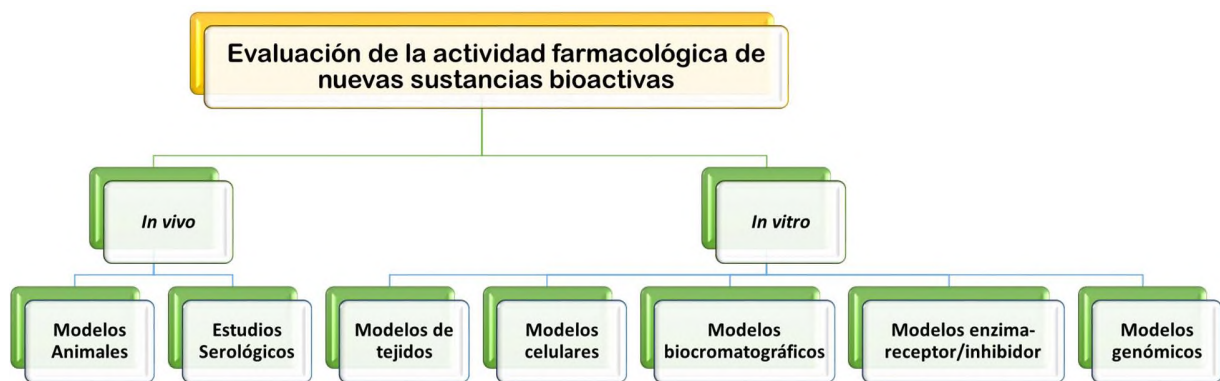 Evaluación de la actividad farmacológica de
nuevas sustancias bioactivas
In vivo
In vitro
Modelos
Animales
Estudios
Serológicos
Modelos de
tejidos
Modelos
celulares
Modelos
biocromatográficos
Modelos enzima-
receptor/inhibidor
Modelos
genómicos